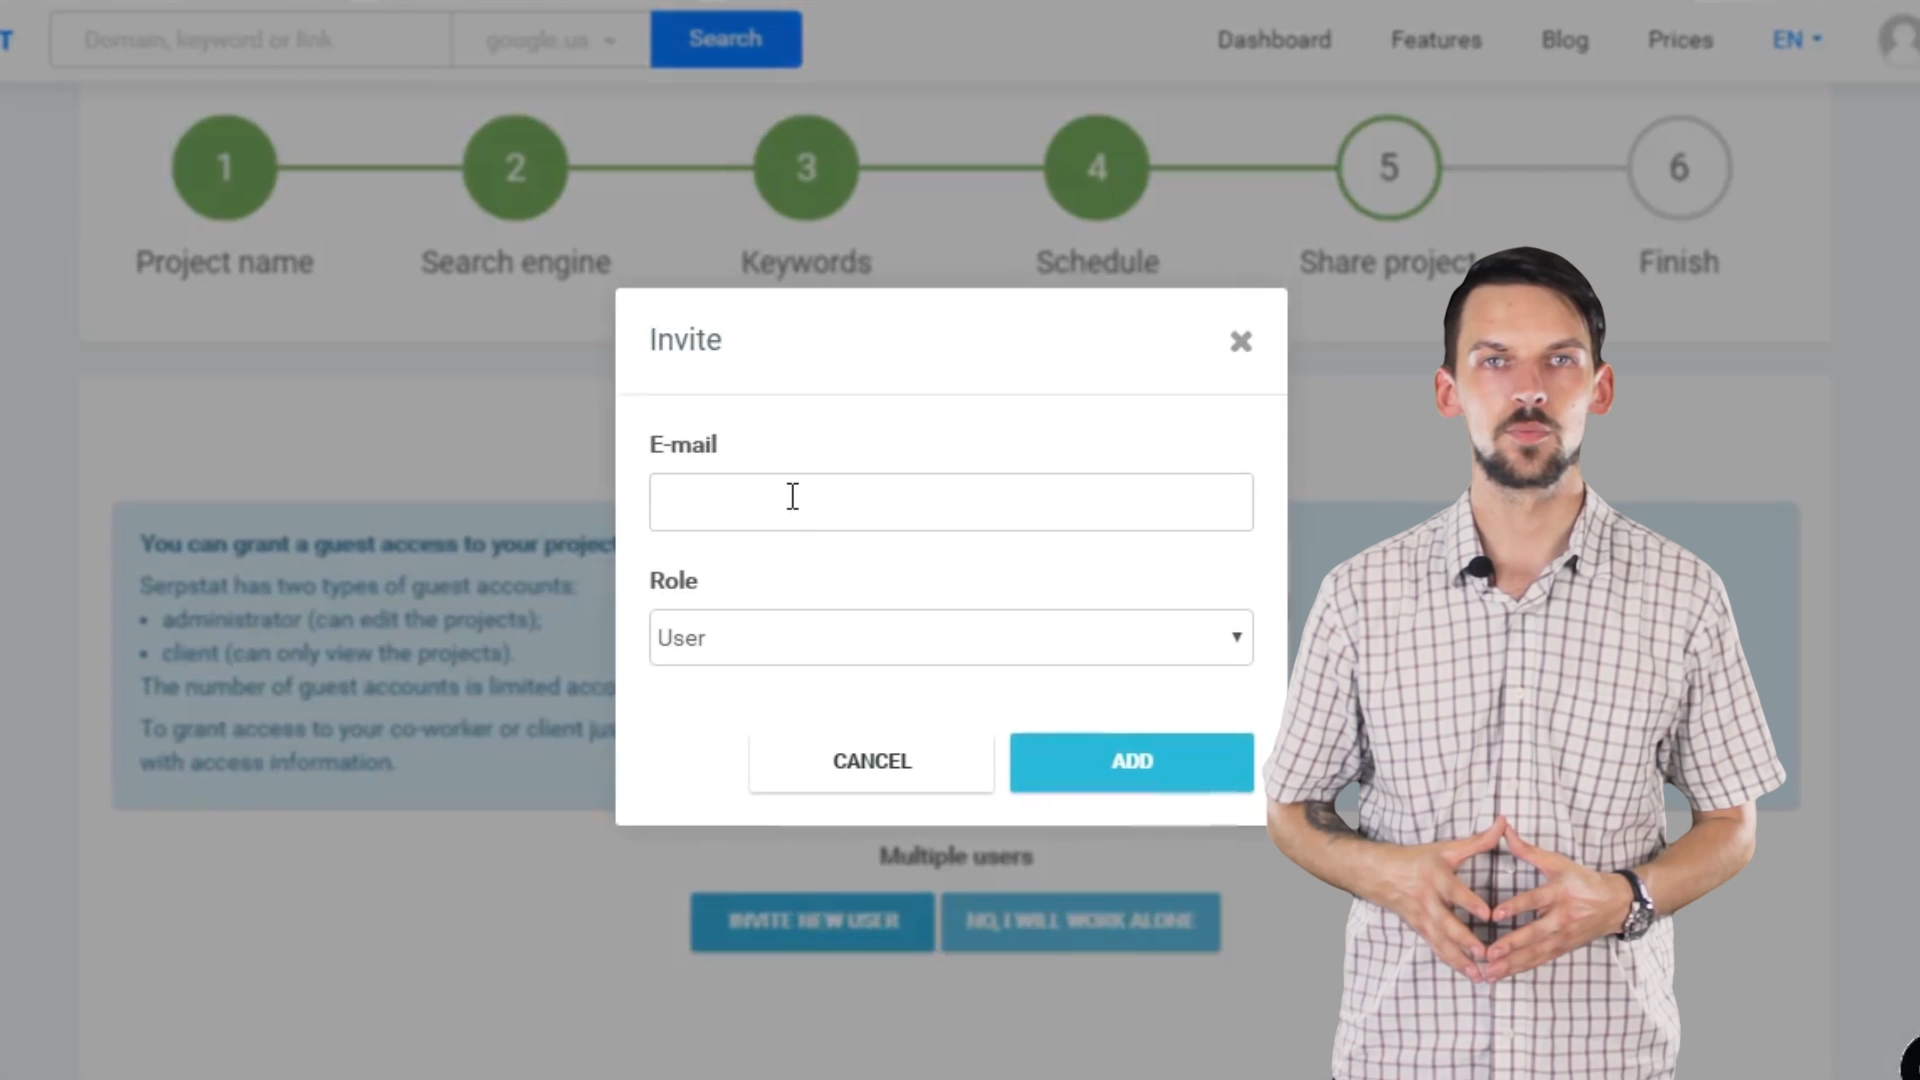 T
Domain, keyword or link
google.us
Search
Dashboard
Features
Blog
Prices
EN
1
2
3
4
5
6
Project name
Search engine
Keywords
Schedule
Share project
Finish
Invite
E-mail
Role
User
CANCEL
ADD
You can grant a guest access to your project
Serpstat has two types of guest accounts:
• administrator (can edit the projects);
• client (can only view the projects).
The number of guest accounts is limited acco
To grant access to your co-worker or client jus
with access information.
Multiple users
INVITE NEW USER
NO, I WILL WORK ALONE